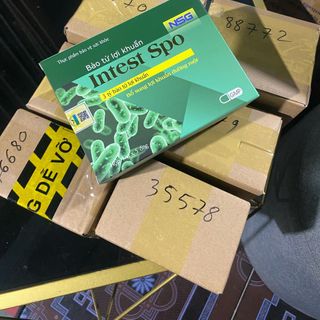 70
88772
NSG
Thực phẩm bảo vệ sức khỏe
Bào tử lợi khuẩn
Intest Spo
3 tỷ bào tử lợi khuẩn
Bổ sung lợi khuẩn đường ruột
GMP
6680
G DỄ VỠ
35578